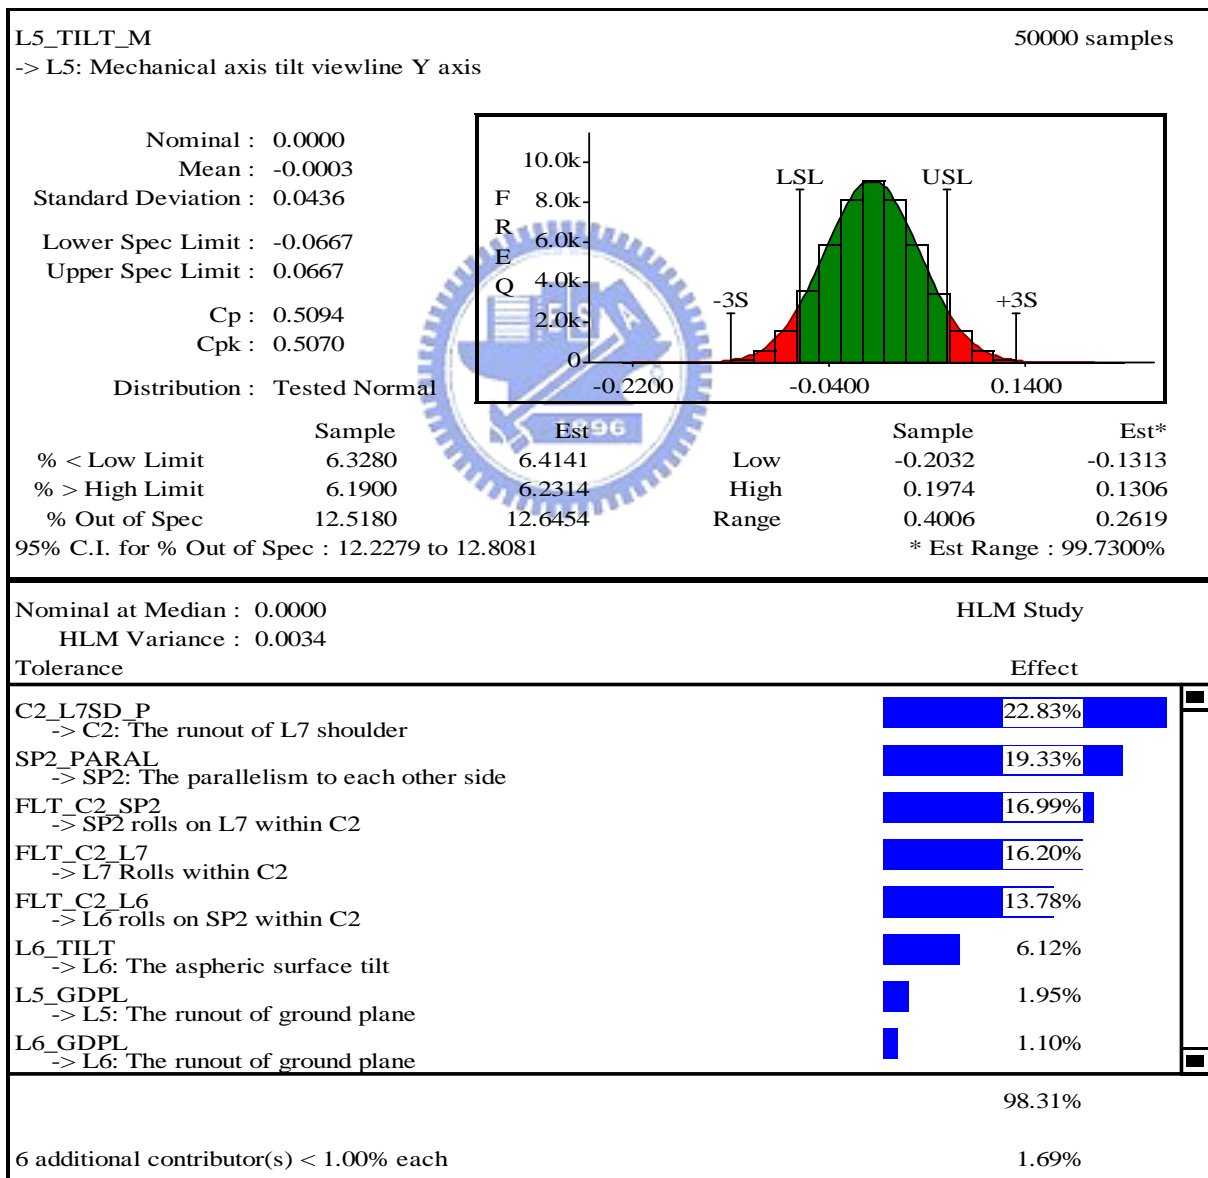 L5_TILT_M 50000 samples
-> L5: Mechanical axis tilt viewline Y axis
Nominal : 0.0000
Mean : -0.0003
Standard Deviation : 0.0436
Lower Spec Limit : -0.0667
Upper Spec Limit : 0.0667
Cp : 0.5094
Cpk : 0.5070
Distribution : Tested Normal
F
R
E
Q
10.0k
8.0k
6.0k
4.0k
2.0k
0
LSL USL
-3S +3S
-0.2200 -0.0400 0.1400
1896
Sample Est Sample Est*
% < Low Limit 6.3280 6.4141 Low -0.2032 -0.1313
% > High Limit 6.1900 6.2314 High 0.1974 0.1306
% Out of Spec 12.5180 12.6454 Range 0.4006 0.2619
95% C.I. for % Out of Spec : 12.2279 to 12.8081 * Est Range : 99.7300%
Nominal at Median : 0.0000 HLM Study
HLM Variance : 0.0034
Tolerance Effect
C2_L7SD_P 22.83%
-> C2: The runout of L7 shoulder
SP2_PARAL 19.33%
-> SP2: The parallelism to each other side
FLT_C2_SP2 16.99%
-> SP2 rolls on L7 within C2
FLT_C2_L7 16.20%
-> L7 Rolls within C2
FLT_C2_L6 13.78%
-> L6 rolls on SP2 within C2
L6_TILT 6.12%
-> L6: The aspheric surface tilt
L5_GDPL 1.95%
-> L5: The runout of ground plane
L6_GDPL 1.10%
-> L6: The runout of ground plane
98.31%
6 additional contributor(s) < 1.00% each 1.69%